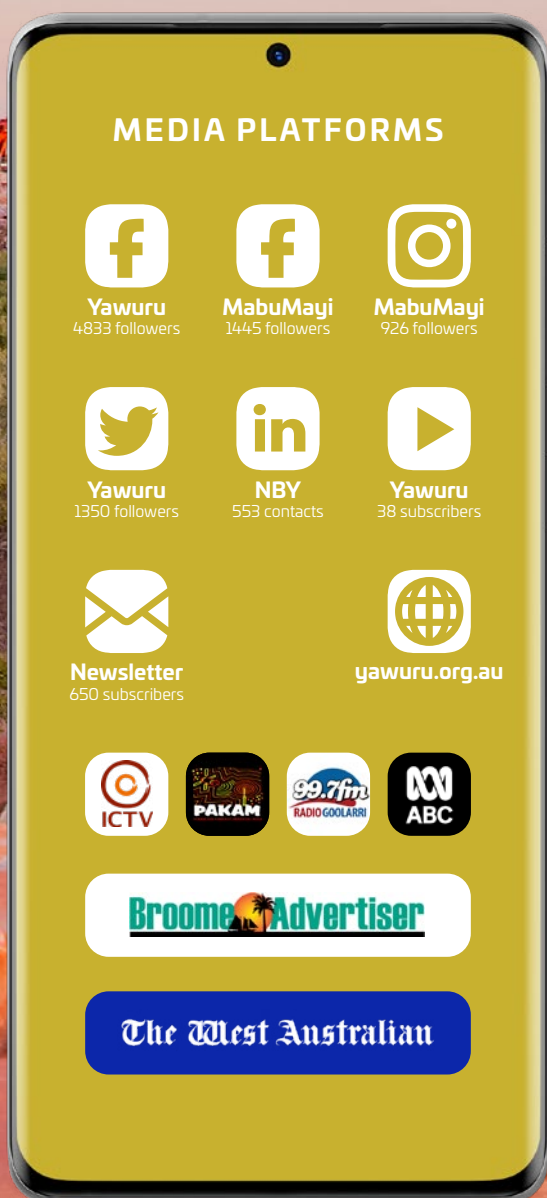 MEDIA PLATFORMS
Yawuru
4833 followers
MabuMayi
1445 followers
MabuMayi
926 followers
Yawuru
1350 followers
in
NBY
553 contacts
Yawuru
38 subscribers
Newsletter
650 subscribers
yawuru.org.au
ICTV
PAKAM
99.7fm
RADIO GOOLARRI
ABC
Broome Advertiser
The West Australian